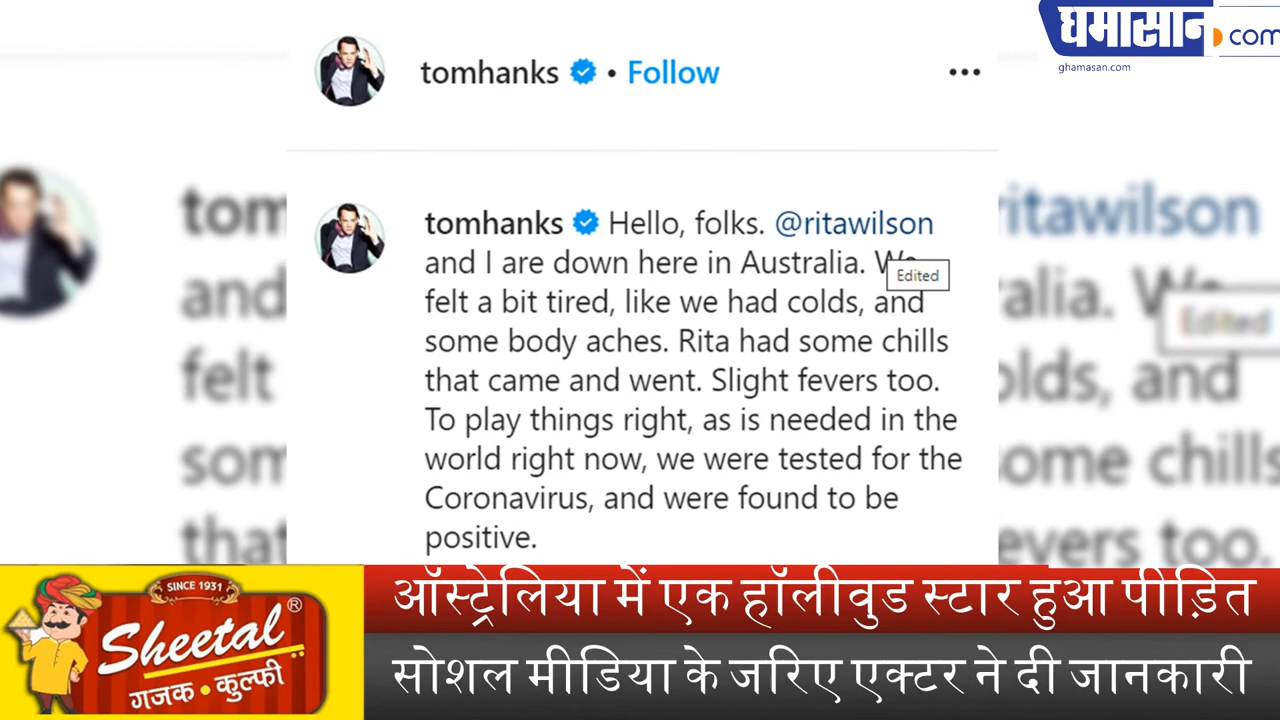 घमासान.com
ghamasan.com
tomhanks • Follow
tomhanks Hello, folks. @ritawilson
and I are down here in Australia. We
Edited
felt a bit tired, like we had colds, and
some body aches. Rita had some chills
that came and went. Slight fevers too.
To play things right, as is needed in the
world right now, we were tested for the
Coronavirus, and were found to be
positive.
SINCE 1931
Sheetal®
गजक • कुल्फी
ऑस्ट्रेलिया में एक हॉलीवुड स्टार हुआ पीड़ित
सोशल मीडिया के जरिए एक्टर ने दी जानकारी